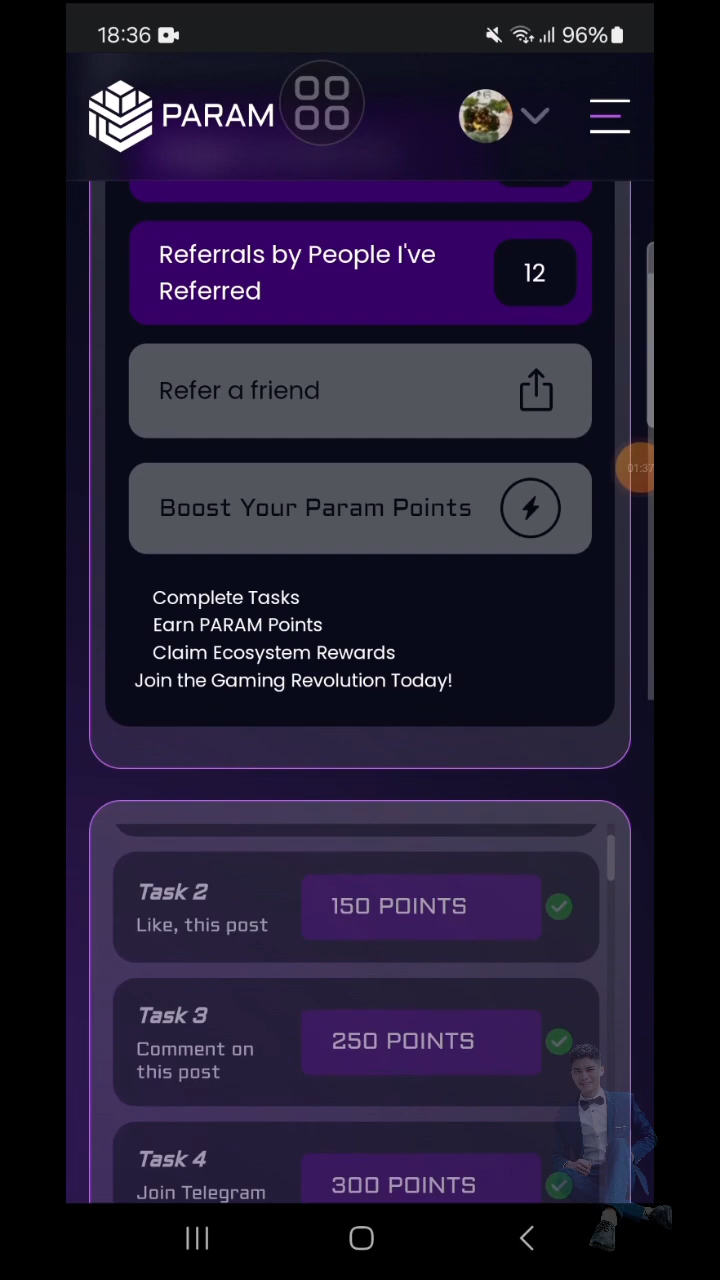 18:36
96%
PARAM
Referrals by People I've
Referred
12
Refer a friend
01:37
Boost Your Param Points
Complete Tasks
Earn PARAM Points
Claim Ecosystem Rewards
Join the Gaming Revolution Today!
Task 2
150 POINTS
Like, this post
Task 3
250 POINTS
Comment on
this post
Task 4
300 POINTS
Join Telegram